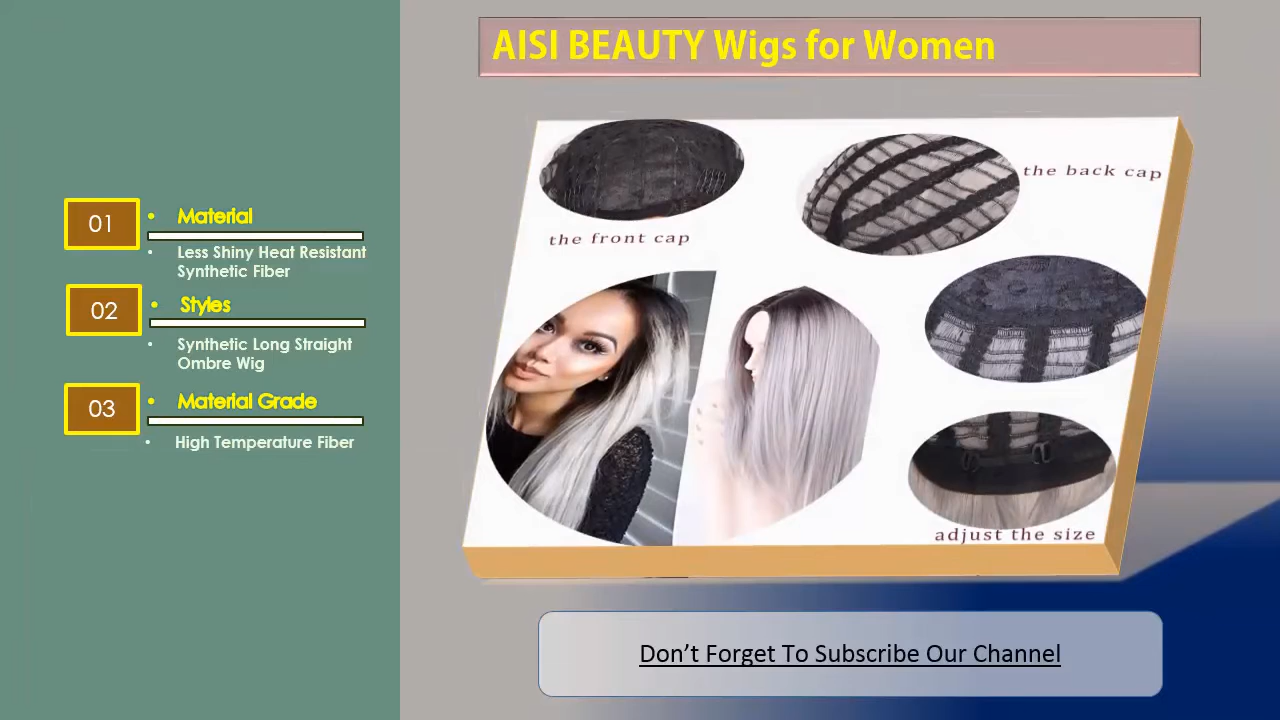 AISI BEAUTY Wigs for Women
01
• Material
• Less Shiny Heat Resistant
Synthetic Fiber
02
• Styles
• Synthetic Long Straight
Ombre Wig
03
• Material Grade
• High Temperature Fiber
the front cap
the back cap
adjust the size
Don’t Forget To Subscribe Our Channel